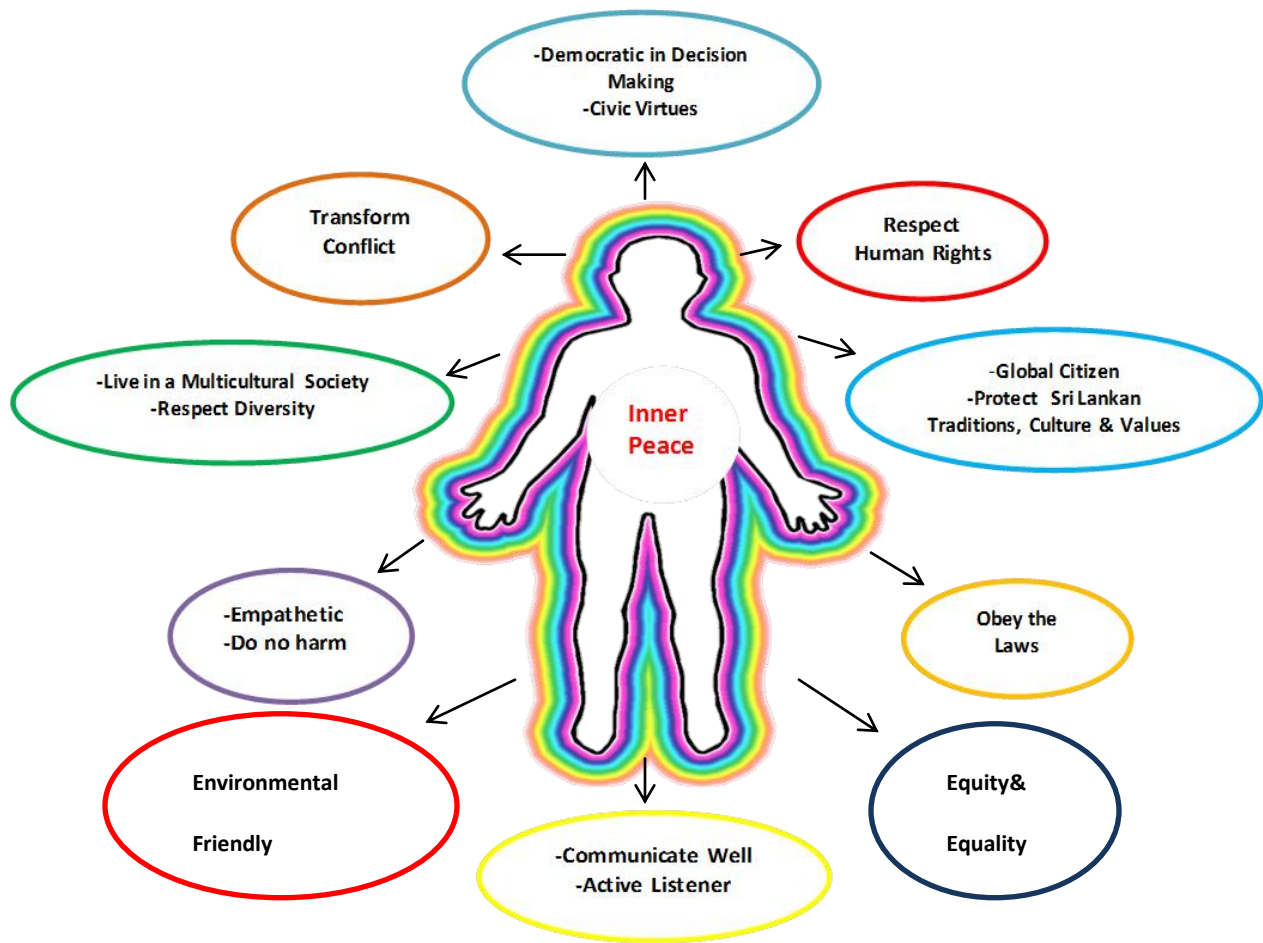 -Democratic in Decision
Making
-Civic Virtues
Transform
Conflict
Respect
Human Rights
-Live in a Multicultural Society
-Respect Diversity
-Global Citizen
-Protect Sri Lankan
Traditions, Culture & Values
Inner
Peace
-Empathetic
-Do no harm
Obey the
Laws
Environmental
Friendly
Equity&
Equality
-Communicate Well
-Active Listener